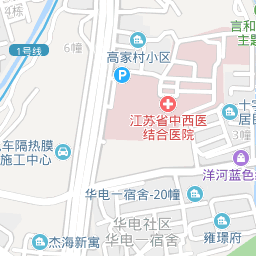 4栋
1号线
6幢
高家村小区
言和
主题
P
江苏省中西医
结合医院
十字
居民
3幢
车隔热膜
施工中心
洋河蓝色
华电一宿舍-20幢
华电社区
华电一宿舍
杰海新寓
雍璟府